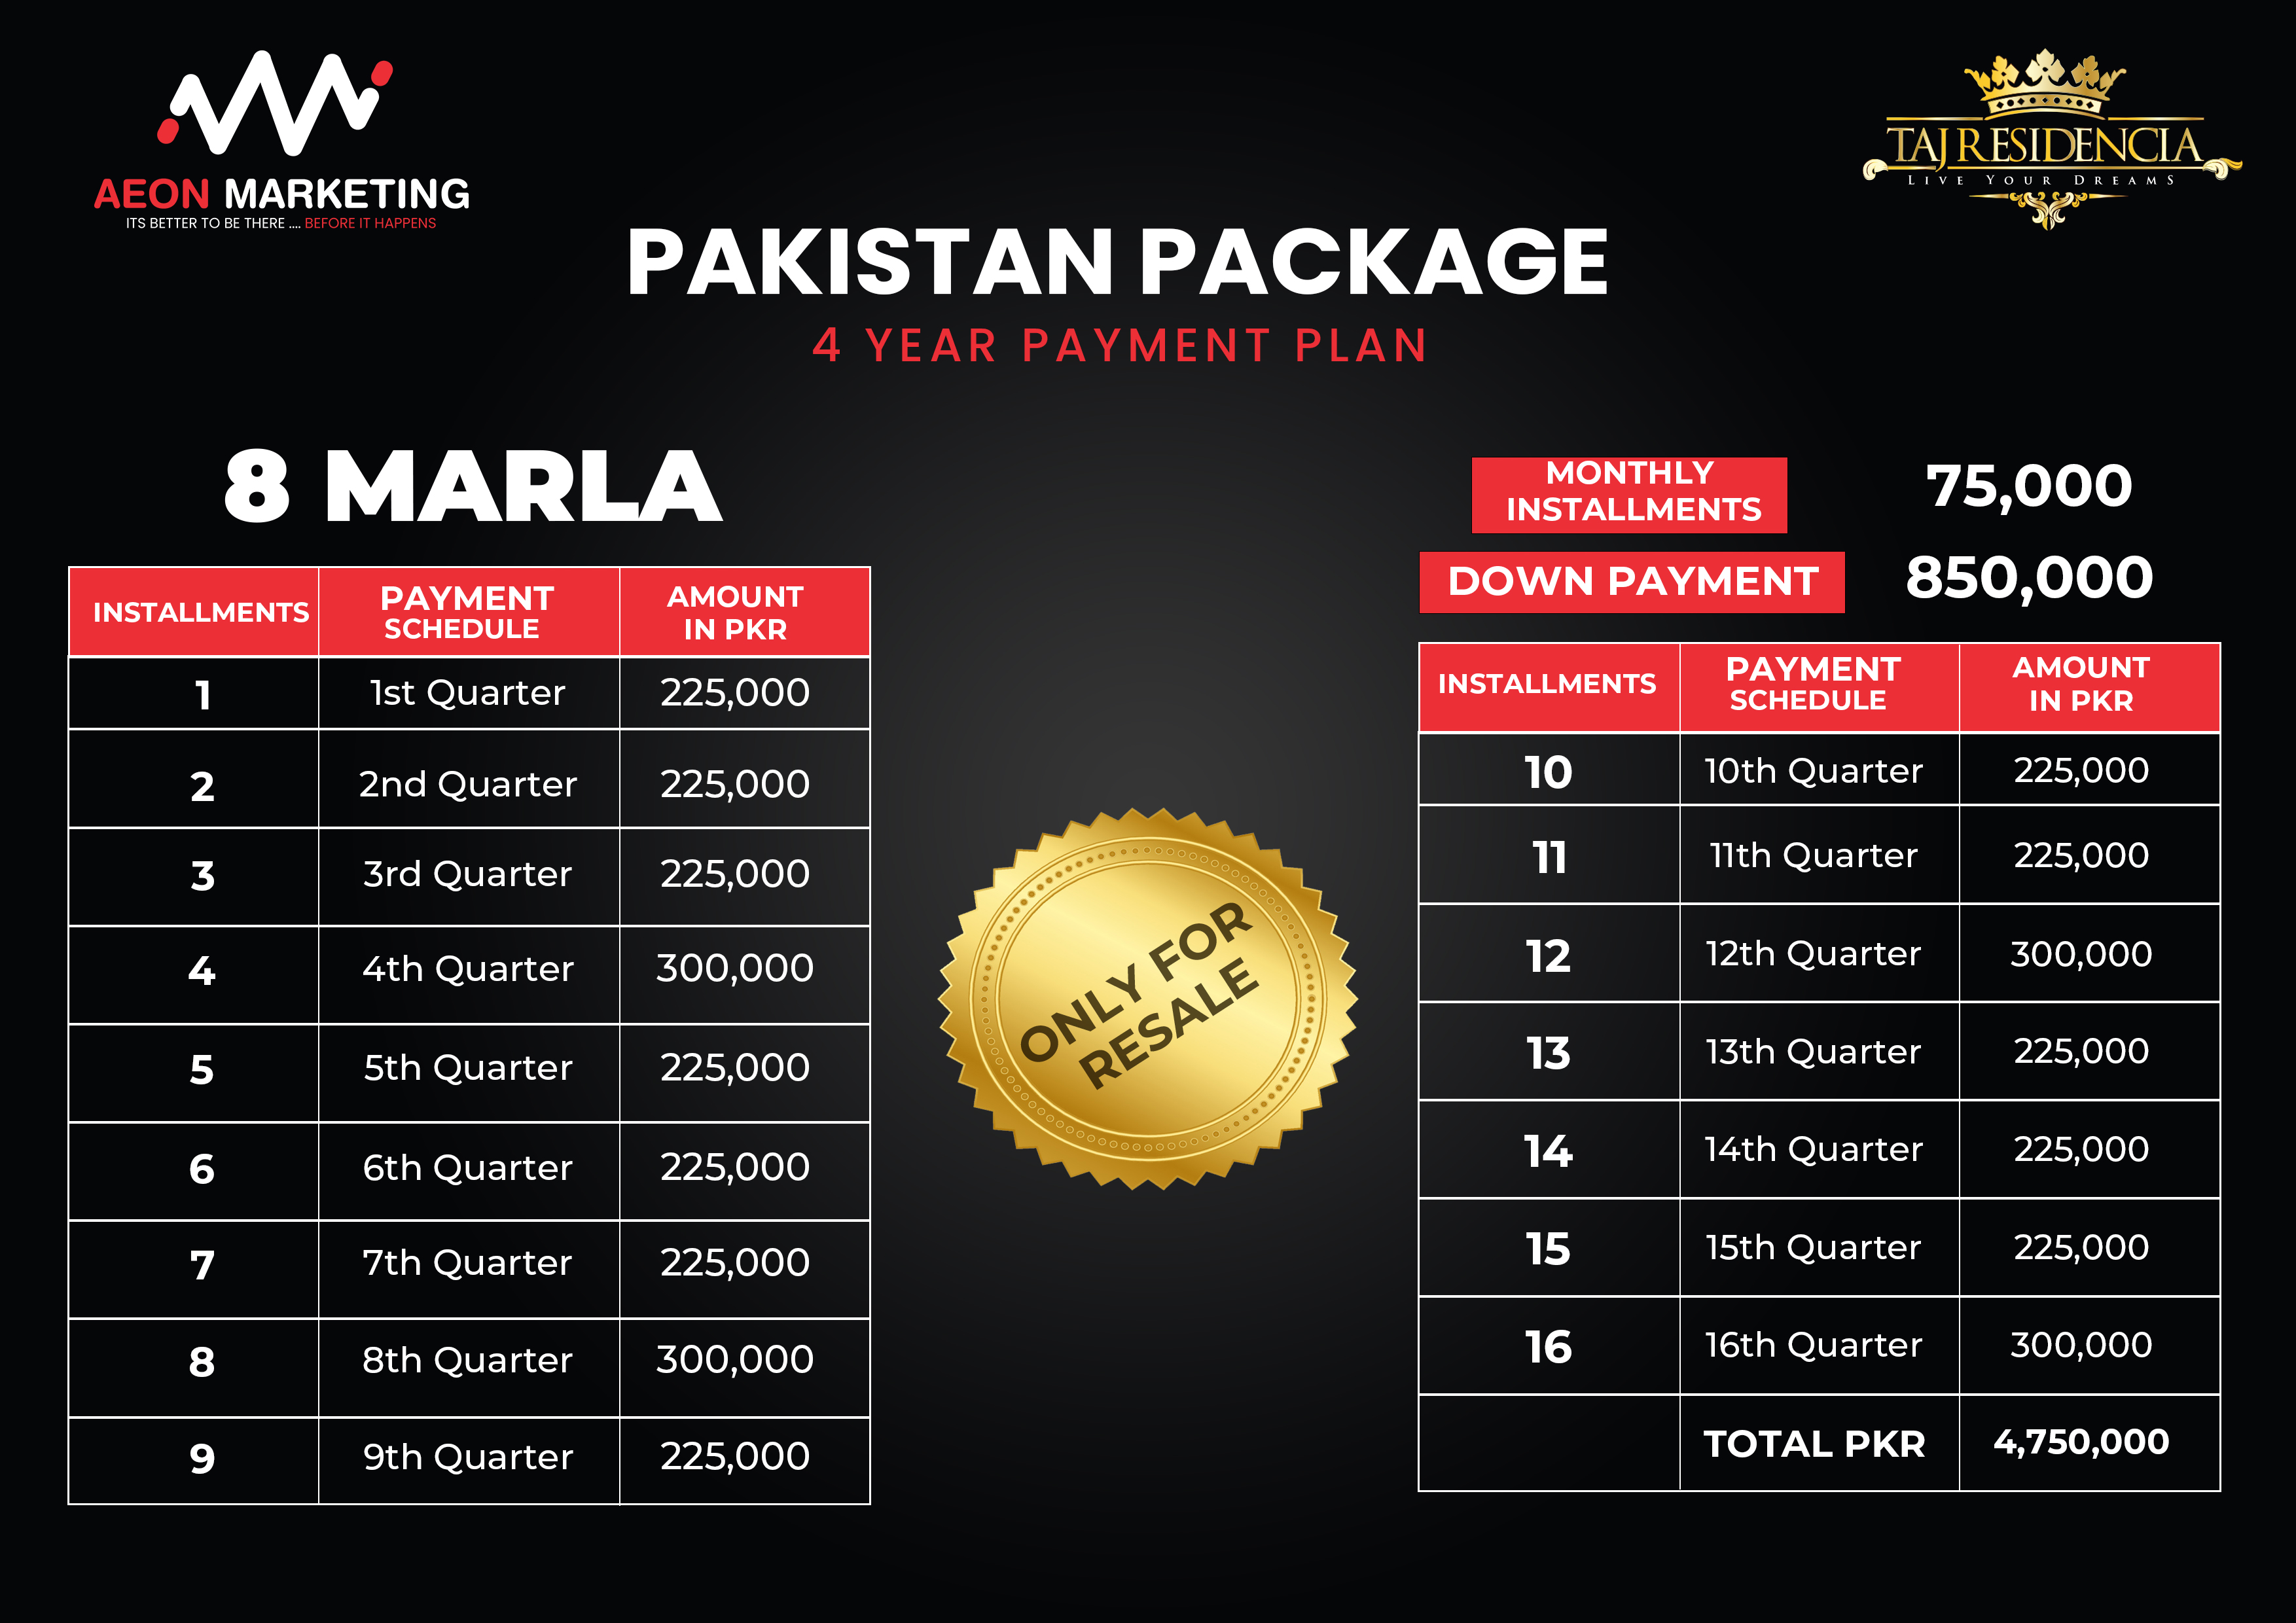 AEON MARKETING
ITS BETTER TO BE THERE .... BEFORE IT HAPPENS
TAJ RESIDENCIA
LIVE YOUR DREAMS
PAKISTAN PACKAGE
4 YEAR PAYMENT PLAN
8 MARLA
INSTALLMENTS PAYMENT SCHEDULE AMOUNT IN PKR
1 1st Quarter 225,000
2 2nd Quarter 225,000
3 3rd Quarter 225,000
4 4th Quarter 300,000
5 5th Quarter 225,000
6 6th Quarter 225,000
7 7th Quarter 225,000
8 8th Quarter 300,000
9 9th Quarter 225,000
ONLY FOR
RESALE
MONTHLY
INSTALLMENTS 75,000
DOWN PAYMENT 850,000
INSTALLMENTS PAYMENT SCHEDULE AMOUNT IN PKR
10 10th Quarter 225,000
11 11th Quarter 225,000
12 12th Quarter 300,000
13 13th Quarter 225,000
14 14th Quarter 225,000
15 15th Quarter 225,000
16 16th Quarter 300,000
TOTAL PKR 4,750,000